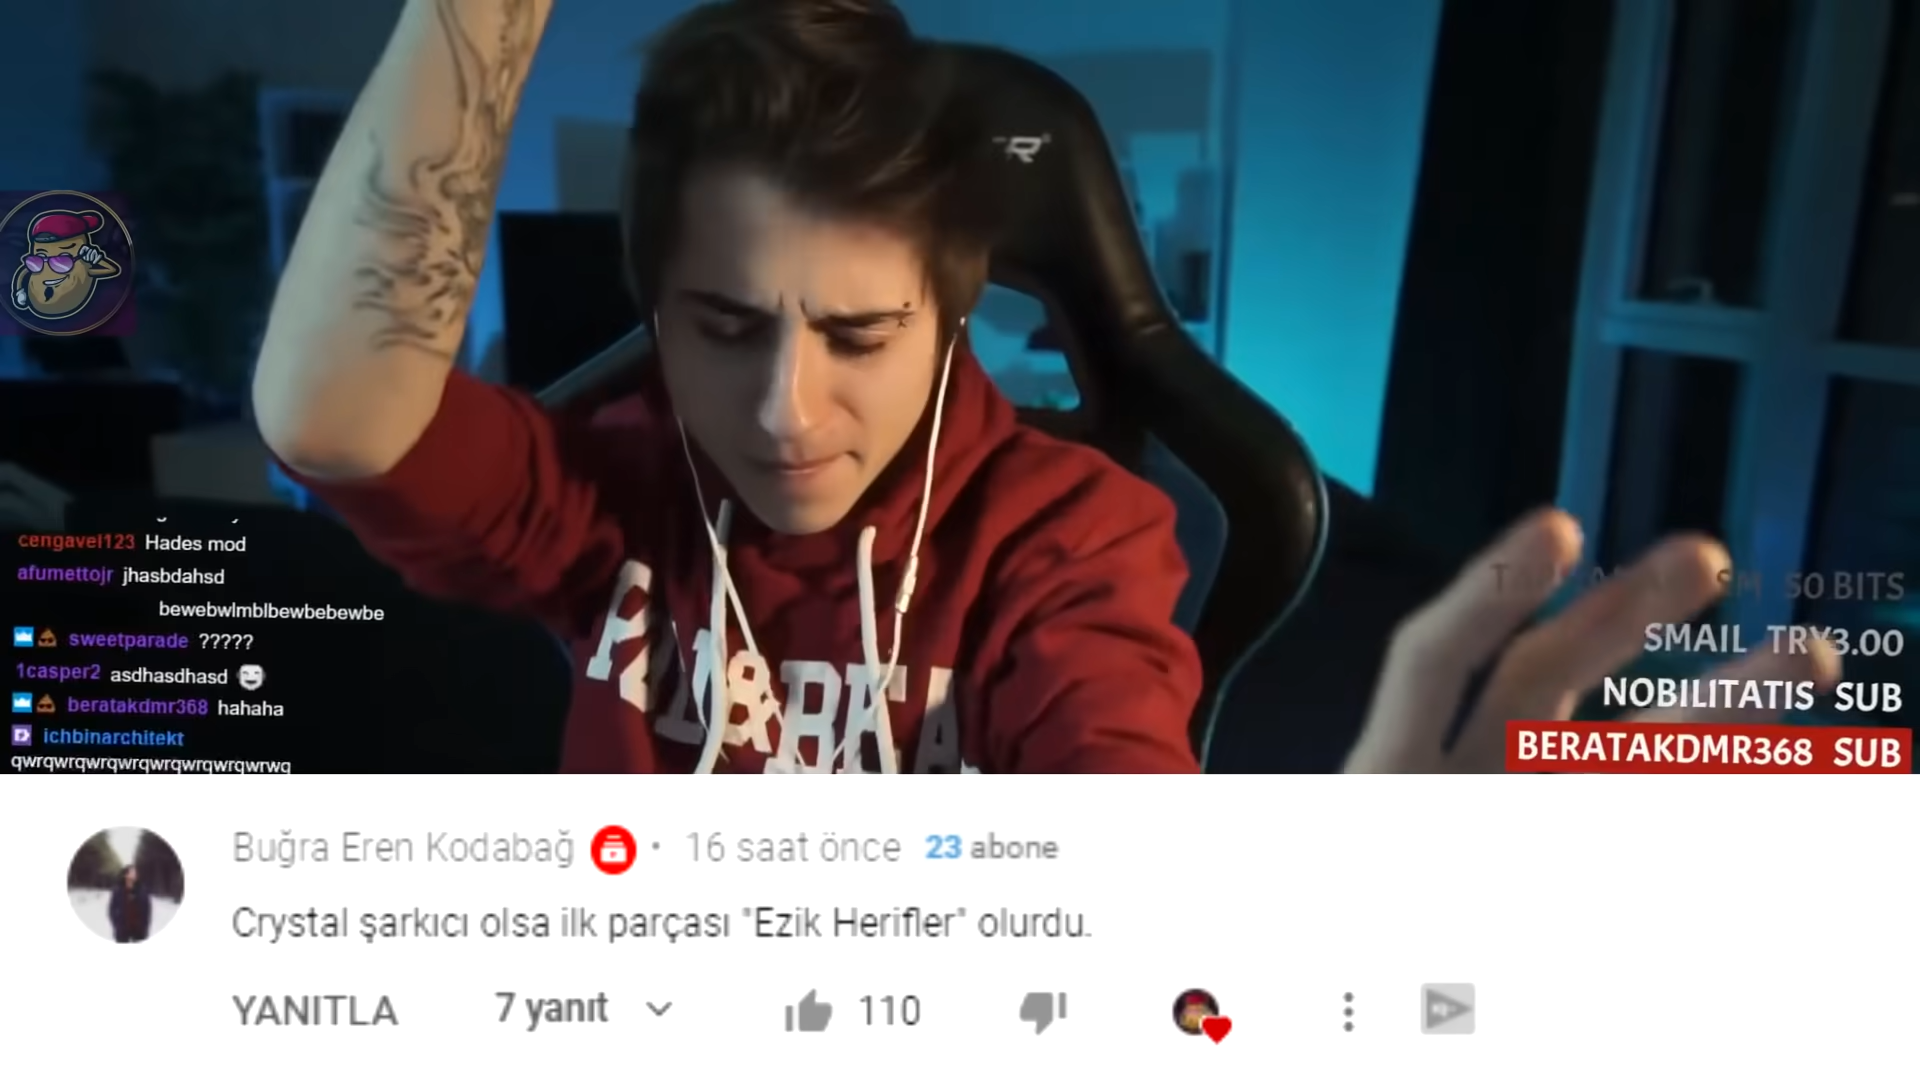 cengavel123 Hades mod
afumettojr jhasbdahsd
bewebwlmblbewbebewbe
sweetparade ?????
1casper2 asdhasdhasd
beratakdmr368 hahaha
ichbinarchitekt
qwrqwrqwrqwrqwrqwrqwrqwrwq
50 BITS
SMAIL TRY3.00
NOBILITATIS SUB
BERATAKDMR368 SUB
Buğra Eren Kodabağ • 16 saat önce 23 abone
Crystal şarkıcı olsa ilk parçası "Ezik Herifler" olurdu.
YANITLA 7 yanıt 110